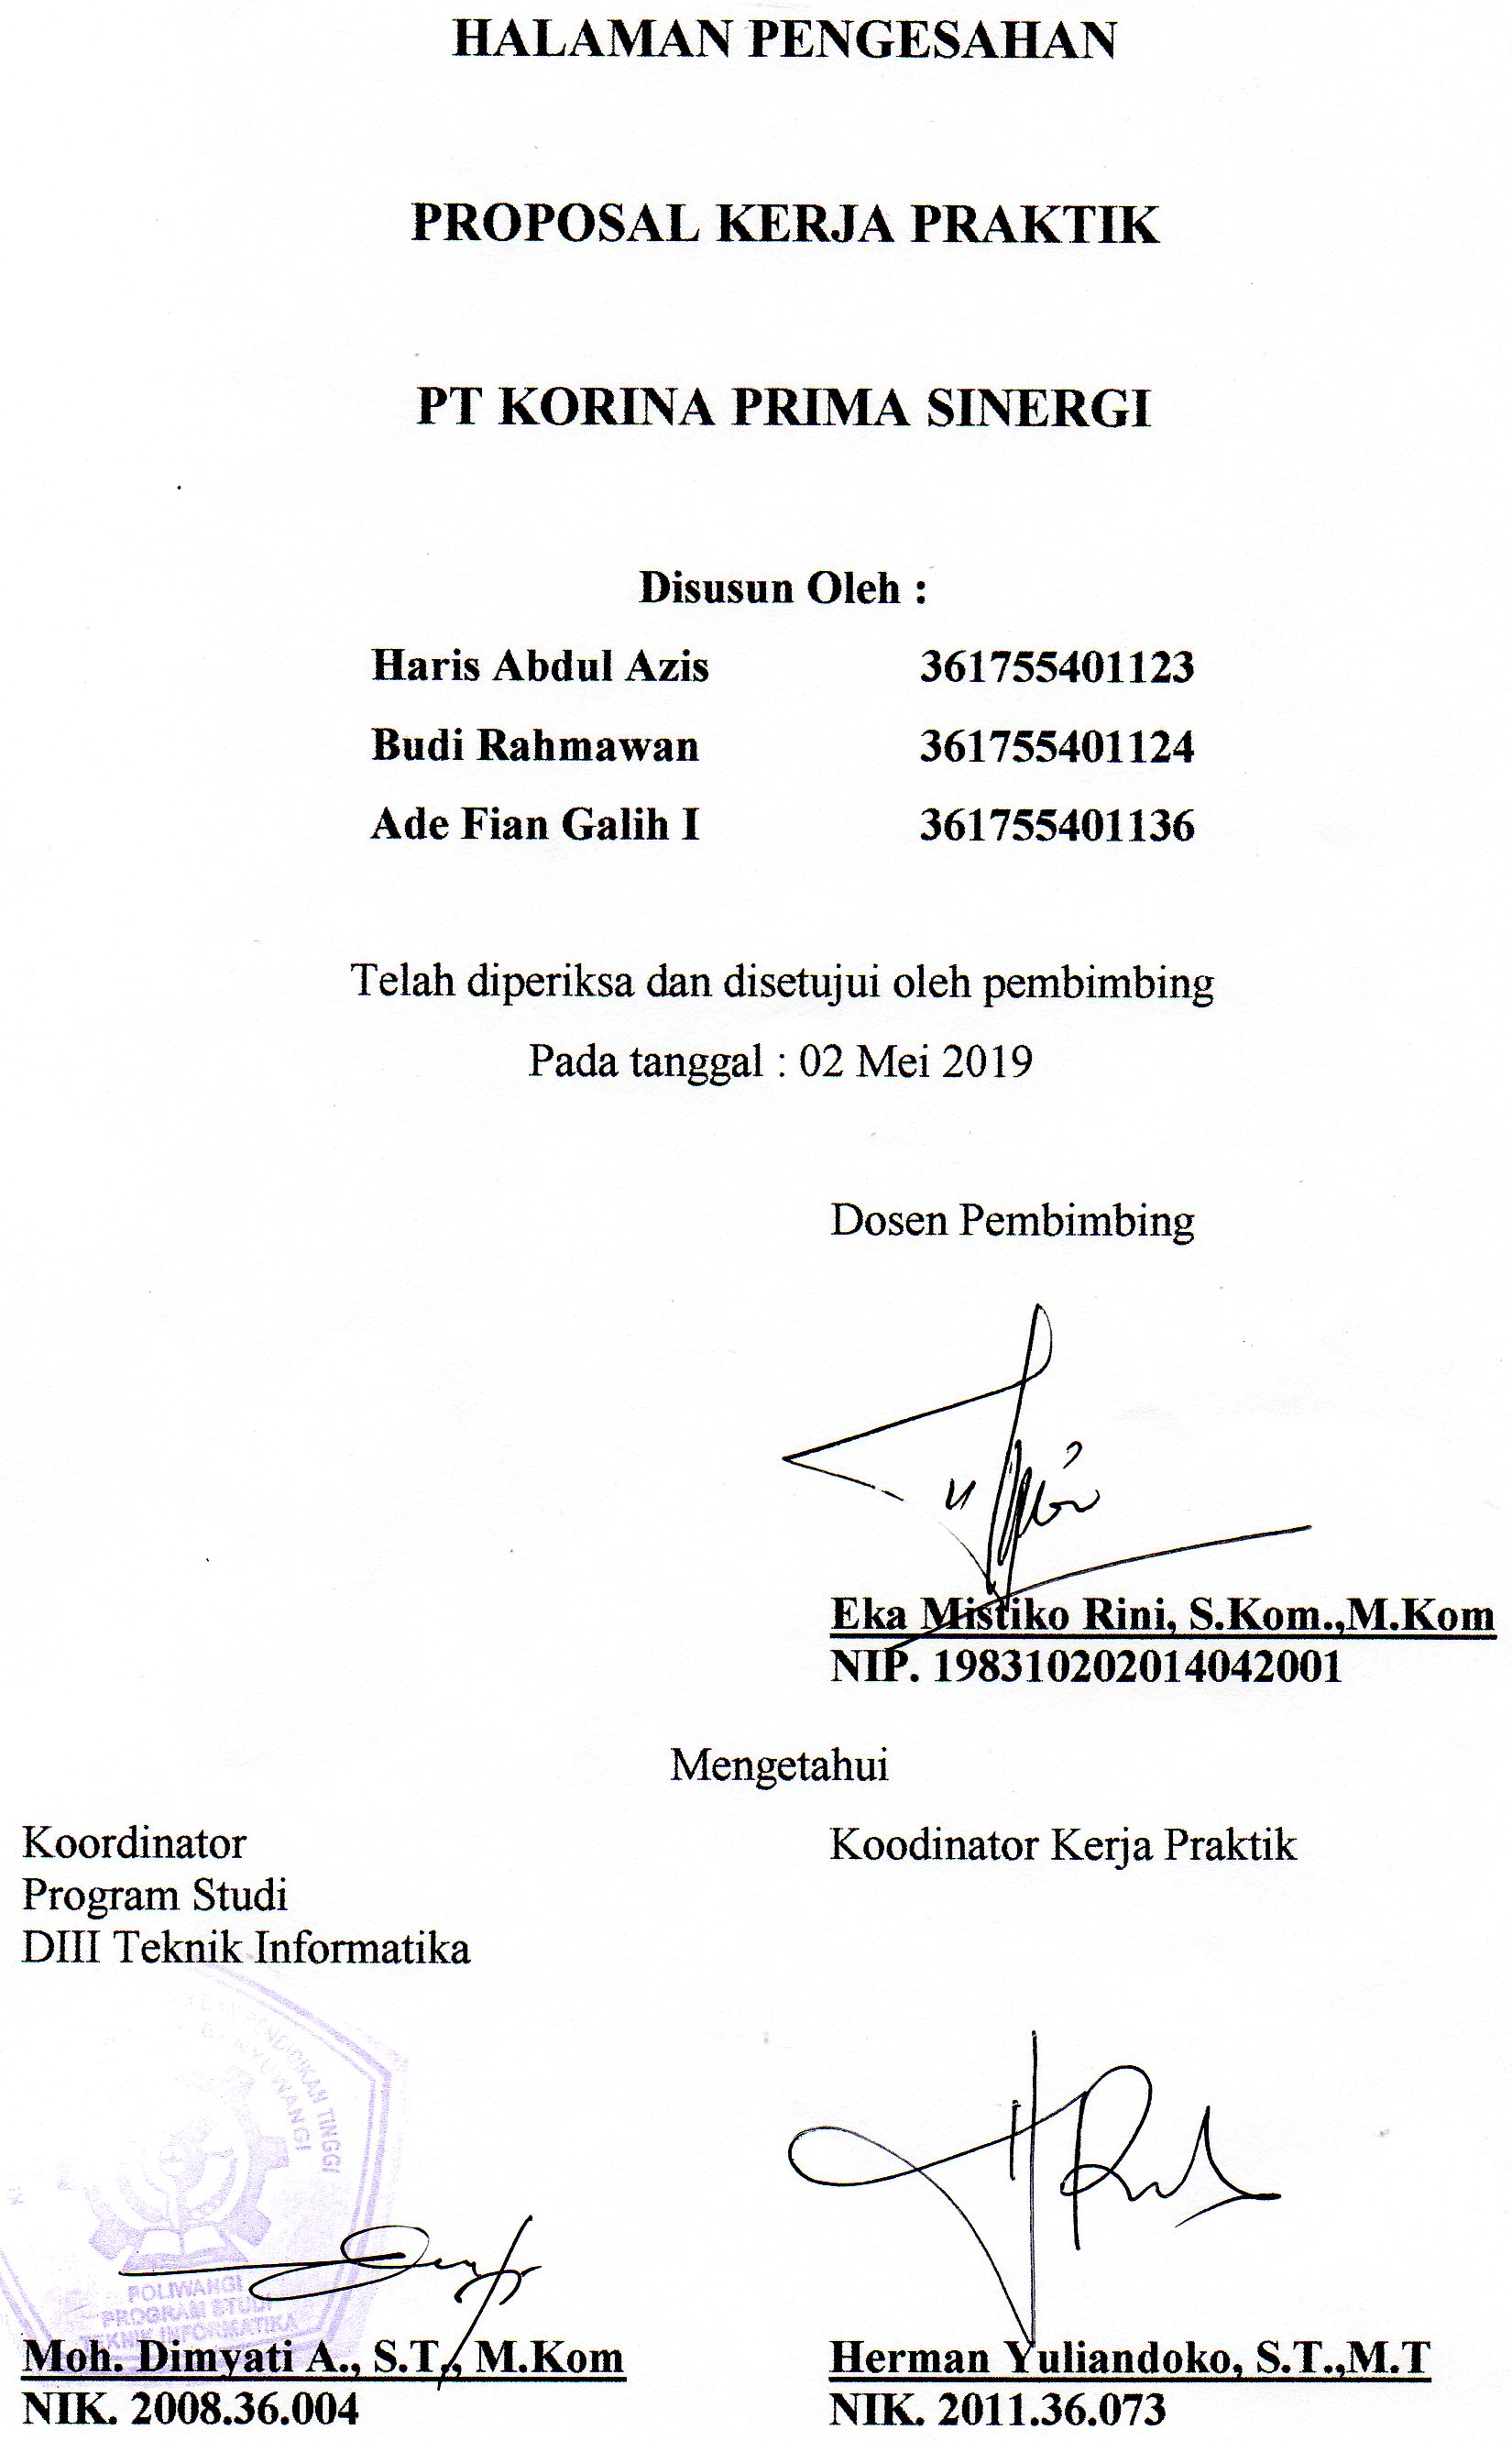 HALAMAN PENGESAHAN
PROPOSAL KERJA PRAKTIK
PT KORINA PRIMA SINERGI
Disusun Oleh :
Haris Abdul Azis 361755401123
Budi Rahmawan 361755401124
Ade Fian Galih I 361755401136
Telah diperiksa dan disetujui oleh pembimbing
Pada tanggal : 02 Mei 2019
Dosen Pembimbing
Eka Mistiko Rini, S.Kom.,M.Kom
NIP. 198310202014042001
Mengetahui
Koordinator
Program Studi
DIII Teknik Informatika
Koodinator Kerja Praktik
PENDIDIKAN TINGGI
BANYUWANGI
POLIWANGI
PROGRAM STUDI
TEKNIK INFORMATIKA
Moh. Dimyati A., S.T., M.Kom
NIK. 2008.36.004
Herman Yuliandoko, S.T.,M.T
NIK. 2011.36.073